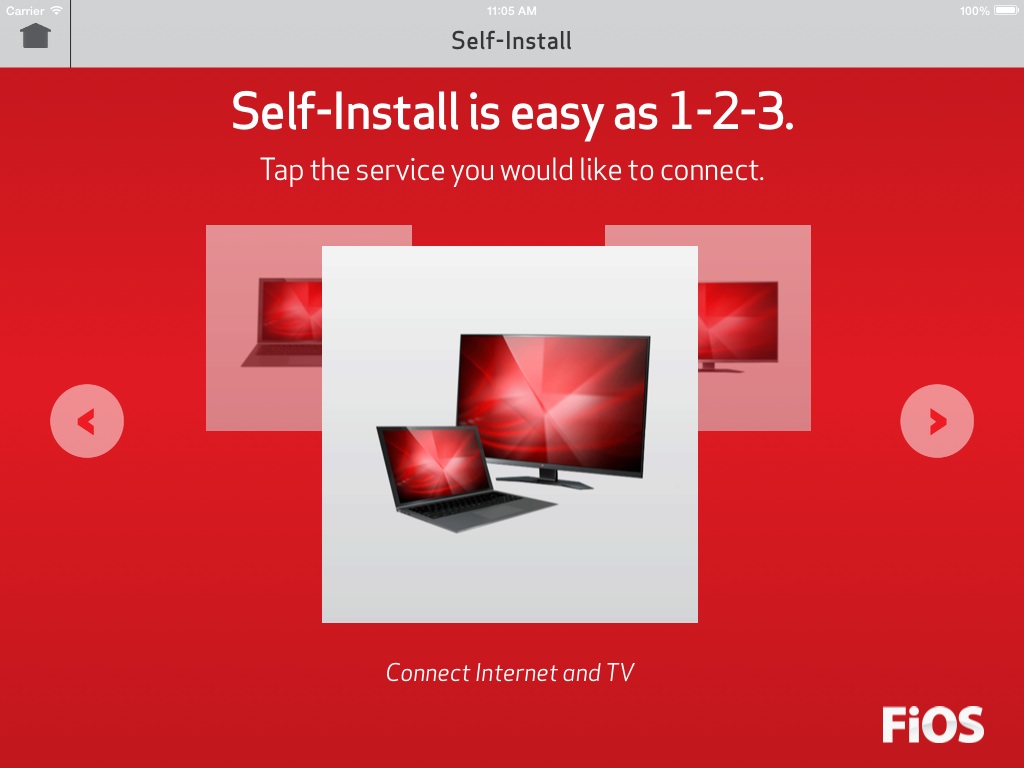 Carrier 11:05 AM 100%
Self-Install
Self-Install is easy as 1-2-3.
Tap the service you would like to connect.
Connect Internet and TV
FiOS